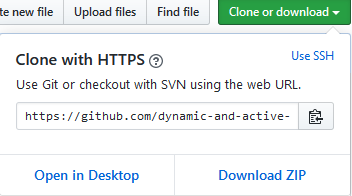 te new file Upload files Find file Clone or download
Clone with HTTPS ? Use SSH
Use Git or checkout with SVN using the web URL.
https://github.com/dynamic-and-active-
Open in Desktop Download ZIP